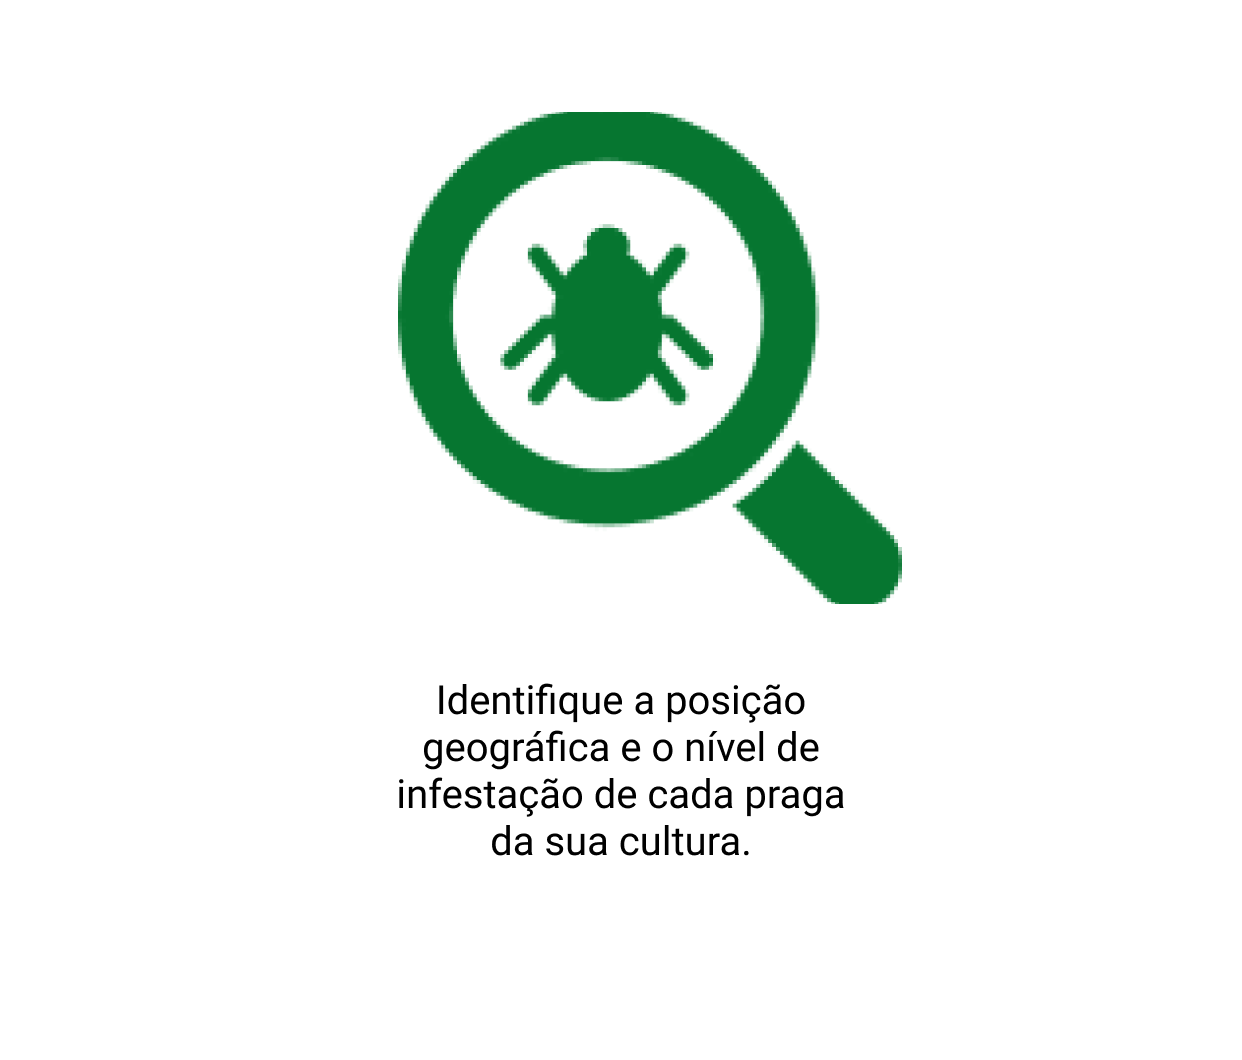 Identifique a posição
geográfica e o nível de
infestação de cada praga
da sua cultura.